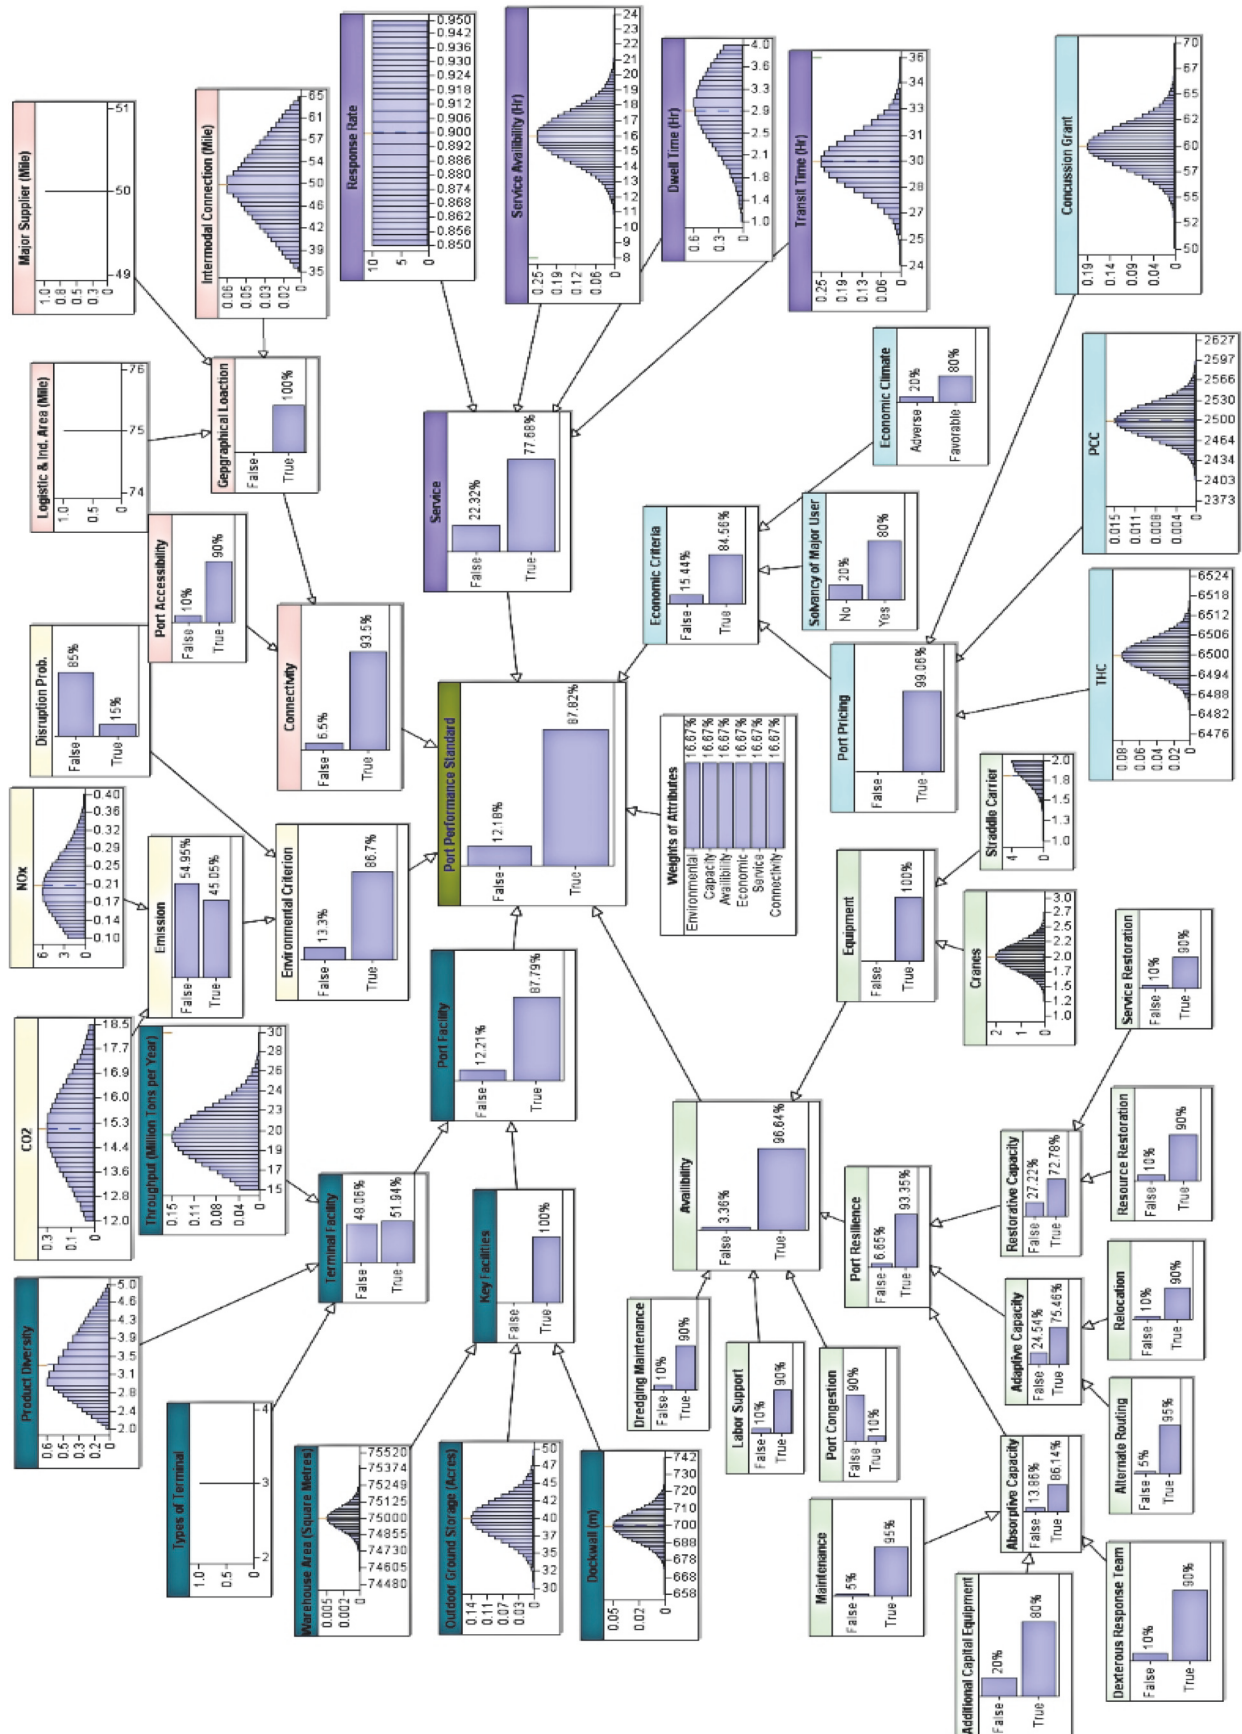 Types of Terminal
1.0
0.5
0
2 3 4
Product Diversity
0.6
0.5
0.3
0.2
0
2.0 2.4 2.8 3.1 3.5 3.9 4.3 4.6 5.0
CO2
0.3
0.1
0
12.0 12.8 13.6 14.4 15.3 16.0 16.9 17.7 18.5
NOx
6
3
0
0.10 0.14 0.17 0.21 0.25 0.29 0.32 0.36 0.40
Disruption Prob.
False 85%
True 15%
Logistic & Ind. Area (Mile)
1.0
0.5
0
74 75 76
Major Supplier (Mile)
1.0
0.8
0.5
0.3
0
49 50 51
Throughput (Million Tons per Year)
0.15
0.11
0.08
0.04
0
15 17 19 20 23 24 26 28 30
Emission
False 54.95%
True 45.05%
Port Accessibility
False 10%
True 90%
Gepgraphical Loaction
False
True 100%
Intermodal Connection (Mile)
0.06
0.05
0.03
0.02
0
35 39 42 46 50 54 57 61 65
Warehouse Area (Square Metres)
0.005
0.002
0
74480 74605 74730 74855 75000 75125 75249 75374 75520
Terminal Facility
False 48.06%
True 51.94%
Environmental Criterion
False 13.3%
True 86.7%
Connectivity
False 6.5%
True 93.5%
Response Rate
10
5
0
0.850 0.856 0.862 0.868 0.874 0.880 0.886 0.892 0.900 0.906 0.912 0.918 0.924 0.930 0.936 0.942 0.950
Outdoor Ground Storage (Acres)
0.14
0.11
0.07
0.03
0
30 32 35 37 40 42 45 47 50
Key Facilities
False
True 100%
Port Facility
False 12.21%
True 87.79%
Port Performance Standard
False 12.18%
True 87.82%
Service
False 22.32%
True 77.68%
Service Availibility (Hr)
0.25
0.19
0.12
0.06
0
8 9 10 11 12 13 14 15 16 17 18 19 20 21 22 23 24
Dockwall (m)
0.05
0.02
0
658 668 678 688 700 710 720 730 742
Dredging Maintenance
False 10%
True 90%
Availibility
False 3.36%
True 96.64%
Weights of Attributes
Environmental 16.67%
Capacity 16.67%
Availibility 16.67%
Economic 16.67%
Service 16.67%
Connectivity 16.67%
Economic Criteria
False 15.44%
True 84.56%
Dwell Time (Hr)
0.6
0.3
0
1.0 1.4 1.8 2.1 2.5 2.9 3.3 3.6 4.0
Labor Support
False 10%
True 90%
Port Congestion
False 90%
True 10%
Port Resilience
False 6.65%
True 93.35%
Equipment
False
True 100%
Port Pricing
False
True 99.06%
Solvancy of Major User
No 20%
Yes 80%
Economic Climate
Adverse 20%
Favorable 80%
Transit Time (Hr)
0.25
0.19
0.13
0.06
0
24 25 27 28 30 31 33 34 36
Maintenance
False 5%
True 95%
Cranes
2
1
0
1.0 1.2 1.5 1.7 2.0 2.2 2.5 2.7 3.0
Straddle Carrier
4
0
1.0 1.3 1.5 1.8 2.0
Additional Capital Equipment
False 20%
True 80%
Absorptive Capacity
False 13.86%
True 86.14%
Adaptive Capacity
False 24.54%
True 75.46%
Restorative Capacity
False 27.22%
True 72.78%
Concussion Grant
0.19
0.14
0.09
0.04
0
50 52 55 57 60 62 65 67 70
Dexterous Response Team
False 10%
True 90%
Alternate Routing
False 5%
True 95%
Relocation
False 10%
True 90%
Resource Restoration
False 10%
True 90%
Service Restoration
False 10%
True 90%
THC
0.08
0.06
0.04
0.02
0
6476 6482 6488 6494 6500 6506 6512 6518 6524
PCC
0.015
0.011
0.008
0.004
0
2373 2403 2434 2464 2500 2530 2566 2597 2627